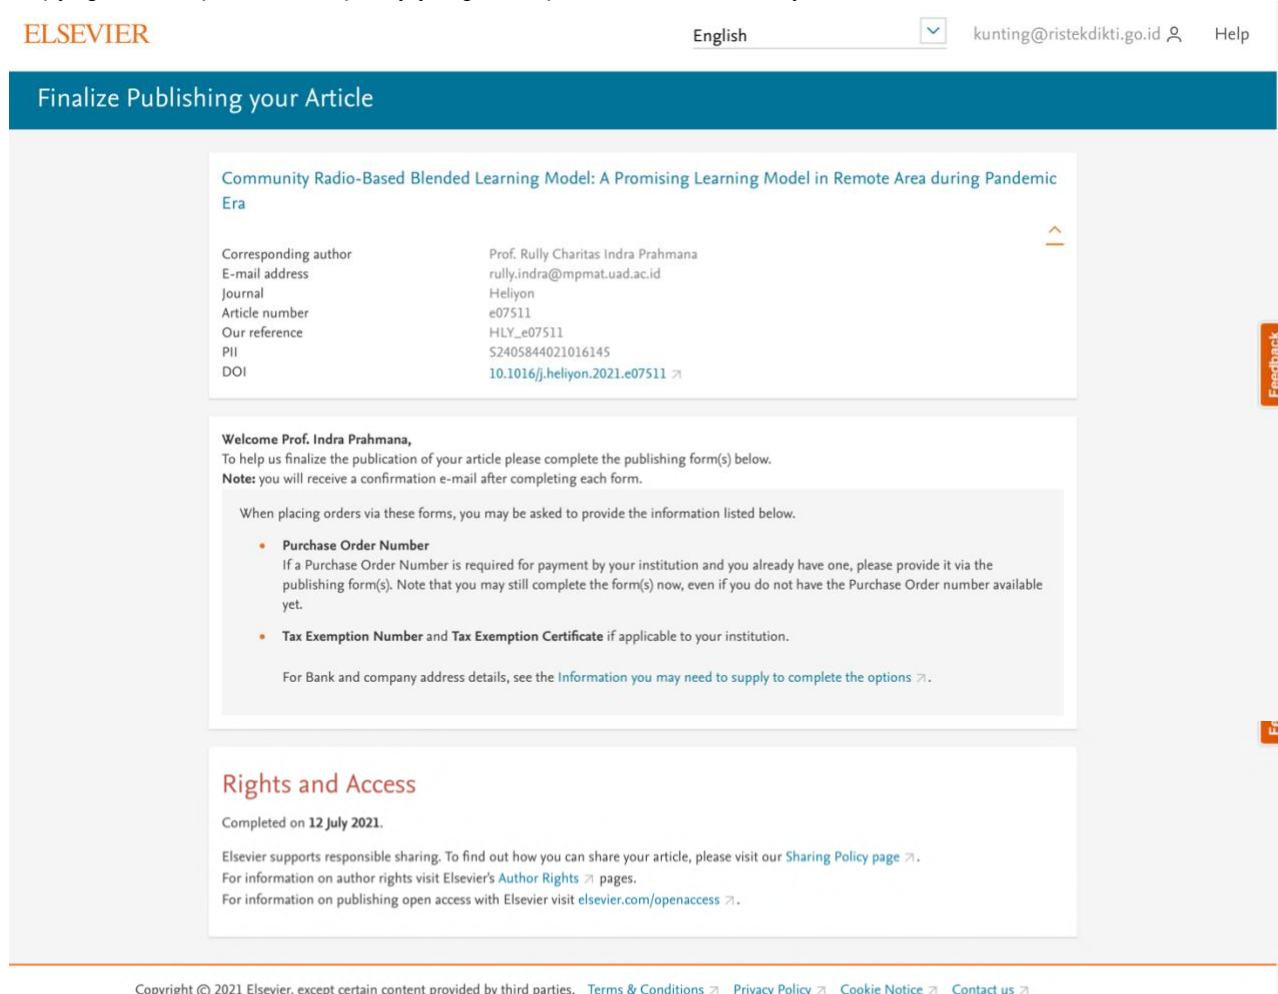 ELSEVIER
English
kunting@ristekdikti.go.id
Help
Finalize Publishing your Article
Community Radio-Based Blended Learning Model: A Promising Learning Model in Remote Area during Pandemic
Era
Corresponding author Prof. Rully Charitas Indra Prahmana
E-mail address rully.indra@mpmat.uad.ac.id
Journal Heliyon
Article number e07511
Our reference HLY_e07511
PII S2405844021016145
DOI 10.1016/j.heliyon.2021.e07511
Feedback
Welcome Prof. Indra Prahmana,
To help us finalize the publication of your article please complete the publishing form(s) below.
Note: you will receive a confirmation e-mail after completing each form.
When placing orders via these forms, you may be asked to provide the information listed below.
• Purchase Order Number
If a Purchase Order Number is required for payment by your institution and you already have one, please provide it via the
publishing form(s). Note that you may still complete the form(s) now, even if you do not have the Purchase Order number available
yet.
• Tax Exemption Number and Tax Exemption Certificate if applicable to your institution.
For Bank and company address details, see the Information you may need to supply to complete the options .
Rights and Access
Completed on 12 July 2021.
Elsevier supports responsible sharing. To find out how you can share your article, please visit our Sharing Policy page .
For information on author rights visit Elsevier's Author Rights pages.
For information on publishing open access with Elsevier visit elsevier.com/openaccess .
Copyright © 2021 Elsevier, except certain content provided by third parties. Terms & Conditions Privacy Policy Cookie Notice Contact us